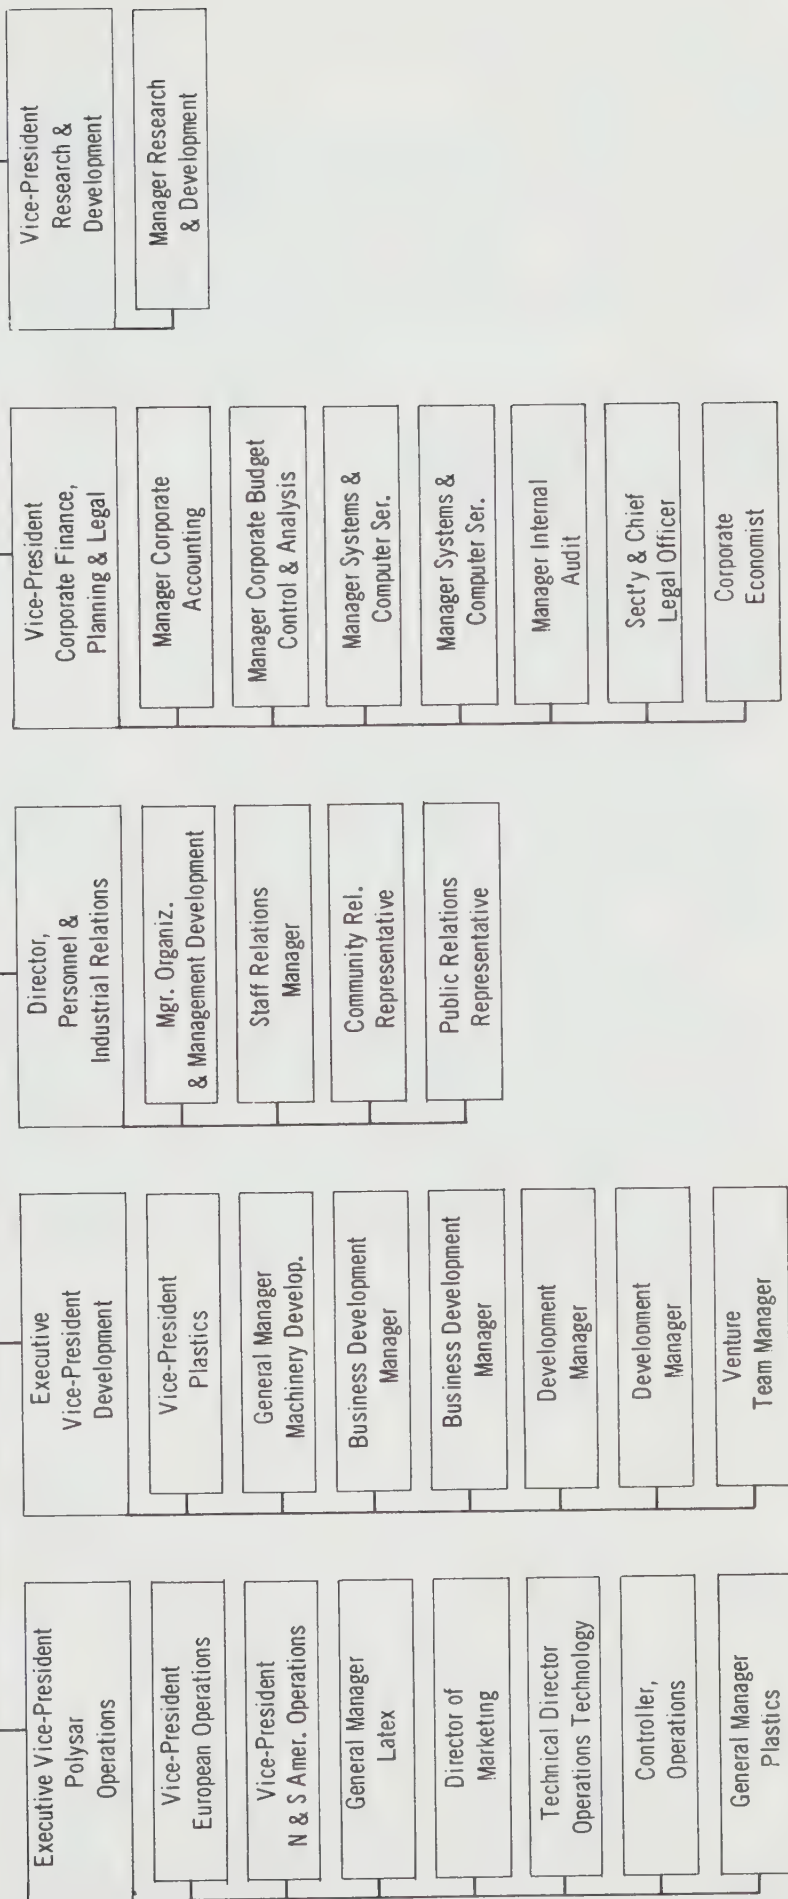 Executive Vice-President
Polysar
Operations
Vice-President
European Operations
Vice-President
N & S Amer. Operations
General Manager
Latex
Director of
Marketing
Technical Director
Operations Technology
Controller,
Operations
General Manager
Plastics
Executive
Vice-President
Development
Vice-President
Plastics
General Manager
Machinery Develop.
Business Development
Manager
Business Development
Manager
Development
Manager
Development
Manager
Venture
Team Manager
Director,
Personnel &
Industrial Relations
Mgr. Organiz.
& Management Development
Staff Relations
Manager
Community Rel.
Representative
Public Relations
Representative
Vice-President
Corporate Finance,
Planning & Legal
Manager Corporate
Accounting
Manager Corporate Budget
Control & Analysis
Manager Systems &
Computer Ser.
Manager Systems &
Computer Ser.
Manager Internal
Audit
Sect'y & Chief
Legal Officer
Corporate
Economist
Vice-President
Research &
Development
Manager Research
& Development